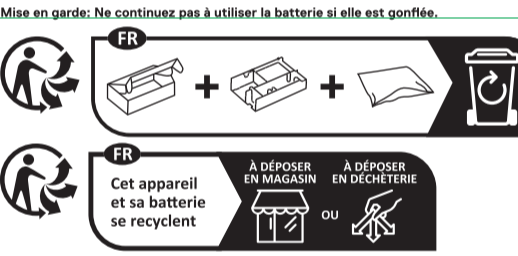 Mise en garde: Ne continuez pas à utiliser la batterie si elle est gonflée.
FR
+ +
FR
Cet appareil
et sa batterie
se recyclent
À DÉPOSER
EN MAGASIN
OU
À DÉPOSER
EN DÉCHÈTERIE